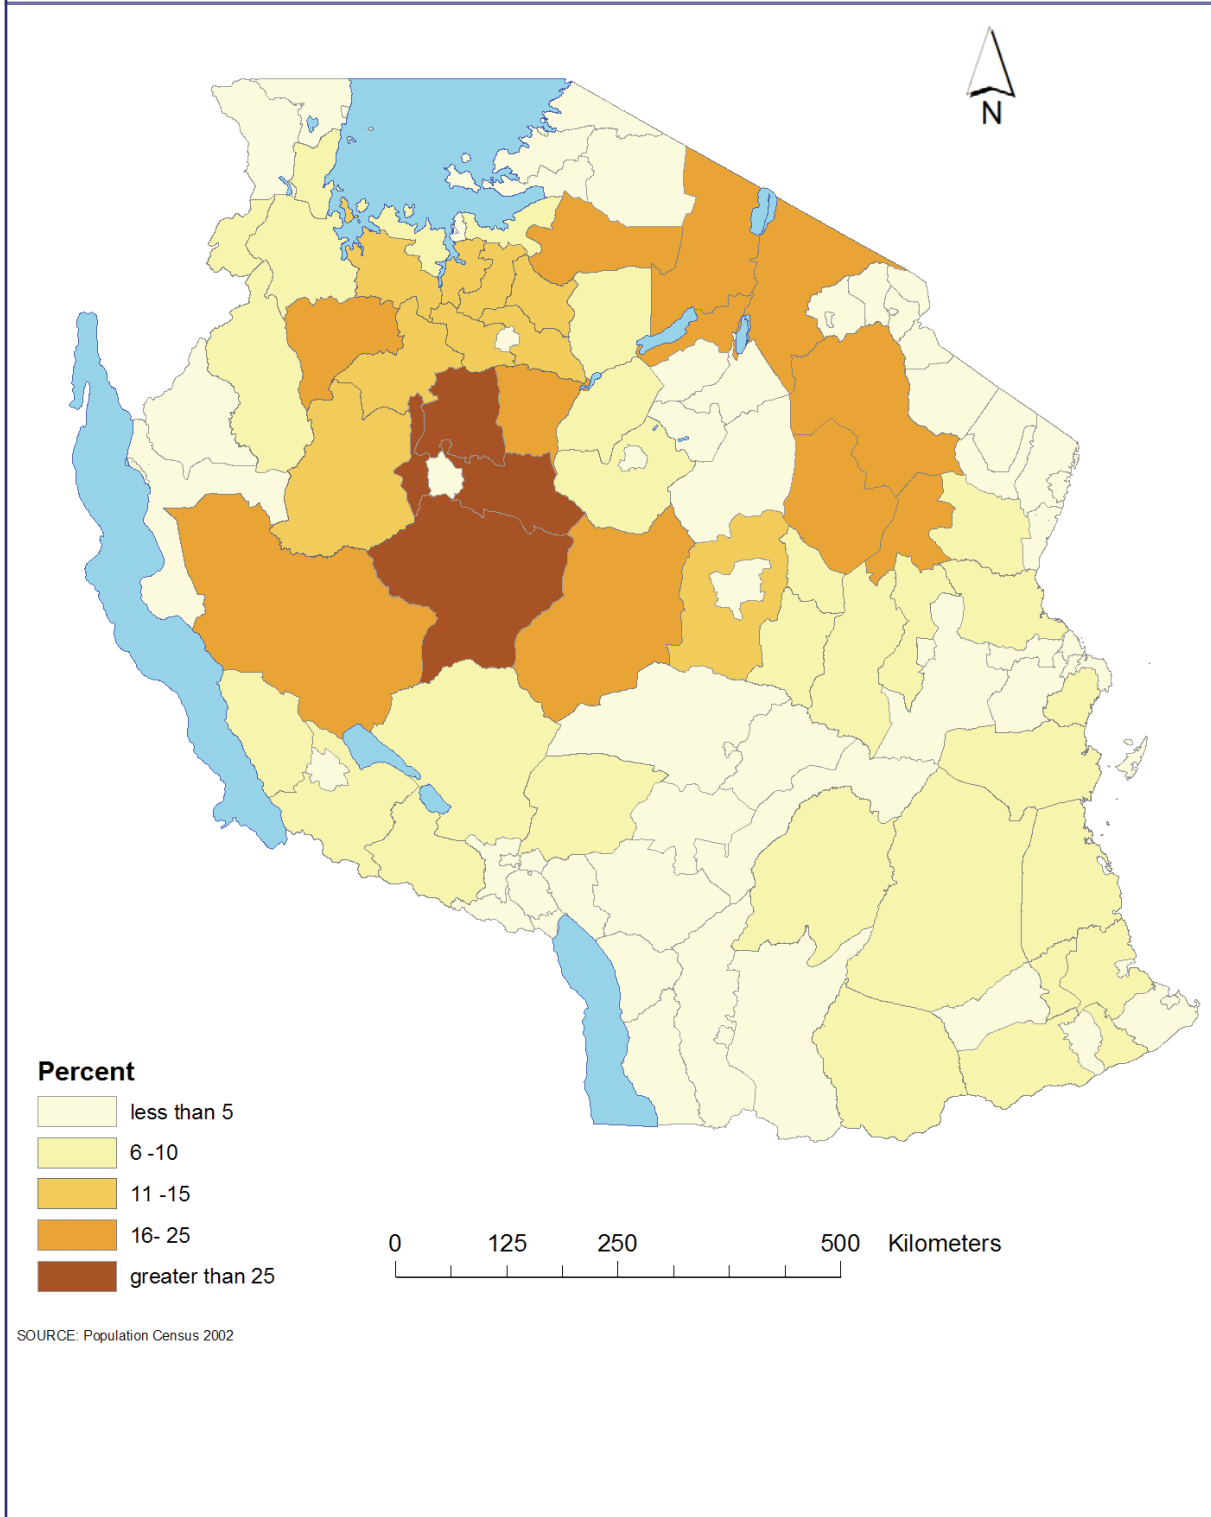 N
Percent
less than 5
6 -10
11 -15
16- 25
greater than 25
0 125 250 500 Kilometers
SOURCE: Population Census 2002